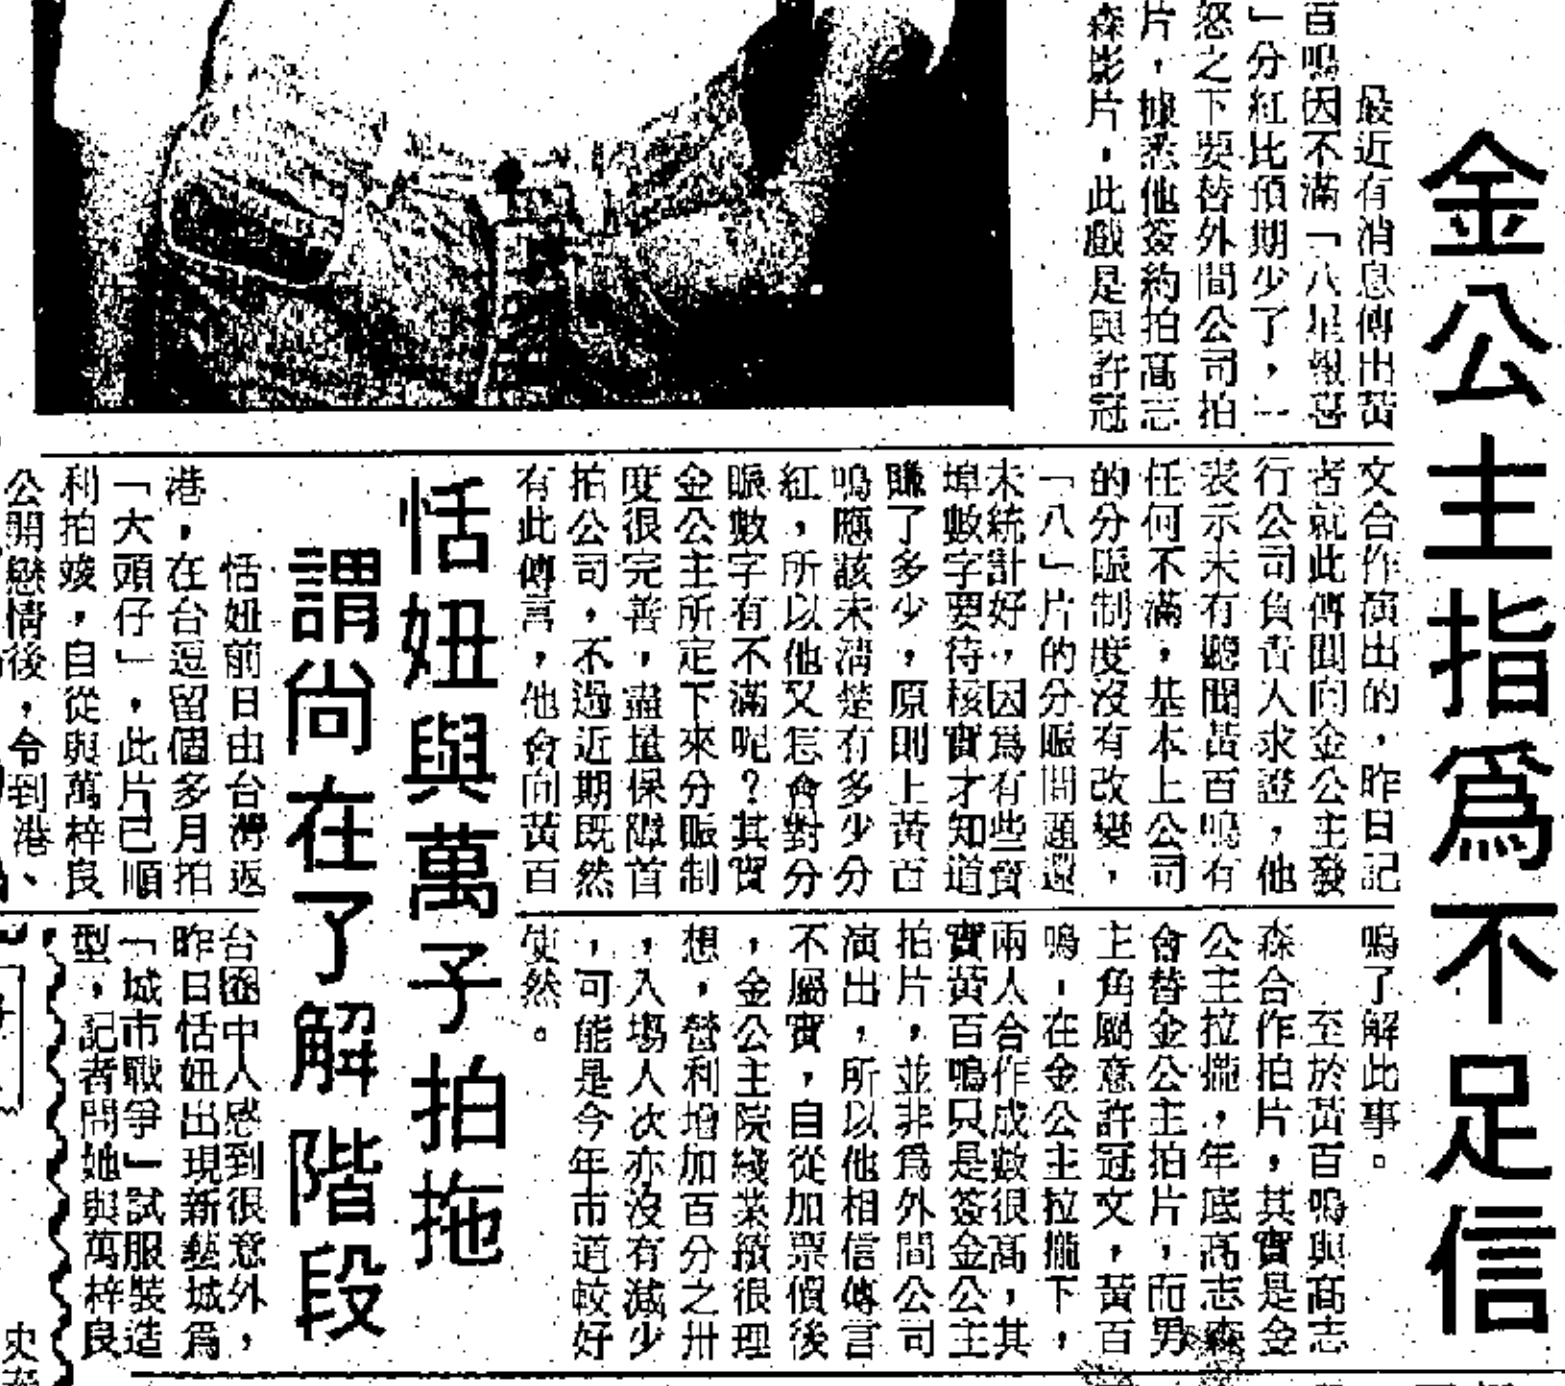 金公主指為不足信
最近有消息傳出黃
百鳴因不滿「八星報喜
」分紅比預期少了，一
怒之下要替外間公司拍
片，據悉他簽約拍高志
森影片，此戲是與許冠
文合作演出的，昨日記
者就此傳聞向金公主發
行公司負責人求證，他
表示未有聽聞黃百鳴有
任何不滿，基本上公司
的分賬制度沒有改變，
「八」片的分賬問題還
未統計好，因爲有些賣
埠數字要待核實才知道
賺了多少，原則上黃百
鳴應該未清楚有多少分
紅，所以他又怎會對分
賬數字有不滿呢？其實
金公主所定下來分賬制
度很完善，盡量保障首
拍公司，不過近期既然
有此傳言，他會向黃百
鳴了解此事。
至於黃百鳴與高志
森合作拍片，其實是金
公主拉攏，年底高志森
會替金公主拍片，而男
主角屬意許冠文，黃百
鳴，在金公主拉攏下，
兩人合作成數很高，其
實黃百鳴只是簽金公主
拍片，並非爲外間公司
演出，所以他相信傳言
不屬實，自從加票價後
，金公主院綫業績很理
想，營利增加百分之卅
，入場人次亦沒有減少
，可能是今年市道較好
使然。
恬妞與萬子拍拖
謂尚在了解階段
恬妞前日由台灣返
港，在台逗留個多月拍
「大頭仔」，此片已順
利拍竣，自從與萬梓良
公開戀情後，令到港、
台圈中人感到很意外，
昨日恬妞出現新藝城爲
「城市戰爭」試服裝造
型，記者問她與萬梓良